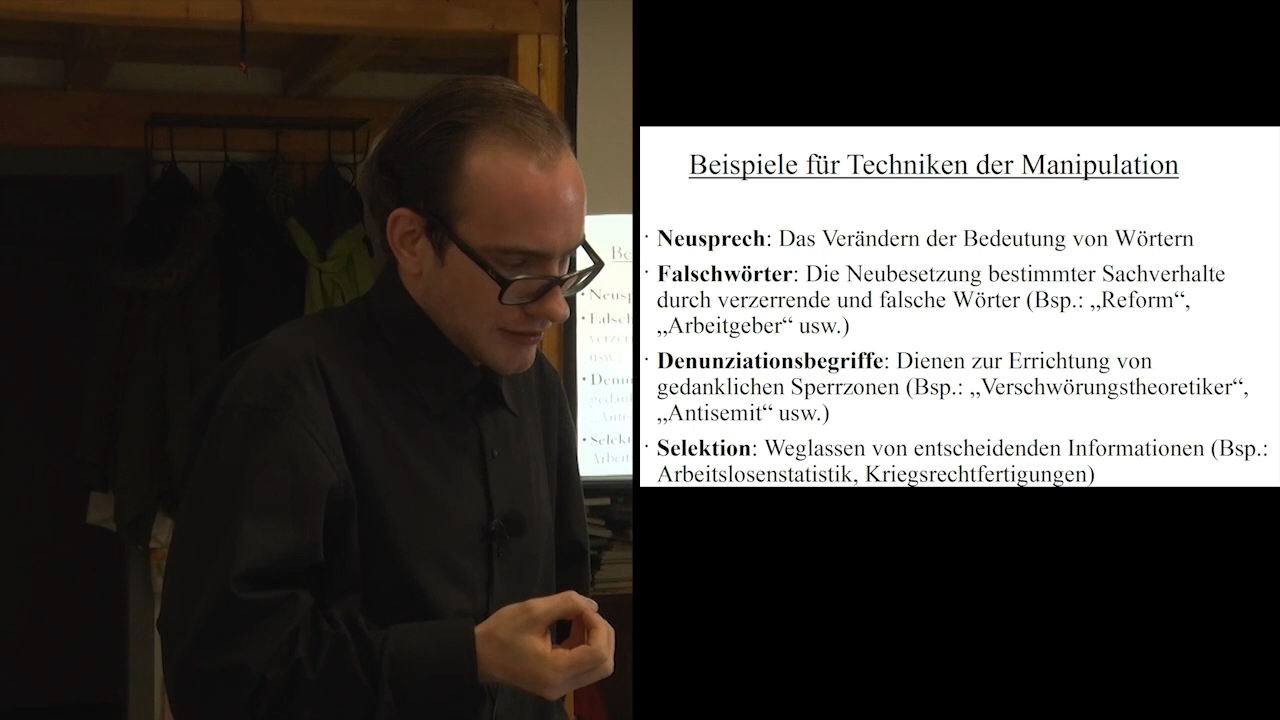 Beispiele für Techniken der Manipulation
· Neusprech: Das Verändern der Bedeutung von Wörtern
· Falschwörter: Die Neubesetzung bestimmter Sachverhalte
durch verzerrende und falsche Wörter (Bsp.: „Reform“,
„Arbeitgeber“ usw.)
· Denunziationsbegriffe: Dienen zur Errichtung von
gedanklichen Sperrzonen (Bsp.: „Verschwörungstheoretiker“,
„Antisemit“ usw.)
· Selektion: Weglassen von entscheidenden Informationen (Bsp.:
Arbeitslosenstatistik, Kriegsrechtfertigungen)